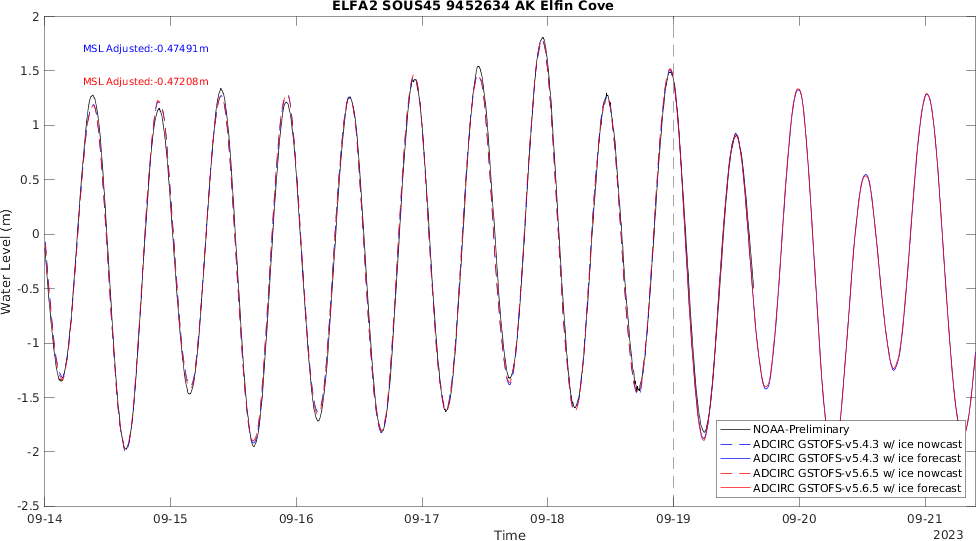 ELFA2 SOUS45 9452634 AK Elfin Cove
MSL Adjusted:-0.47491m
MSL Adjusted:-0.47208m
2
1.5
1
0.5
0
-0.5
-1
-1.5
-2
-2.5
Water Level (m)
NOAA-Preliminary
ADCIRC GSTOFS-v5.4.3 w/ ice nowcast
ADCIRC GSTOFS-v5.4.3 w/ ice forecast
ADCIRC GSTOFS-v5.6.5 w/ ice nowcast
ADCIRC GSTOFS-v5.6.5 w/ ice forecast
09-14 09-15 09-16 09-17 09-18 09-19 09-20 09-21
Time
2023